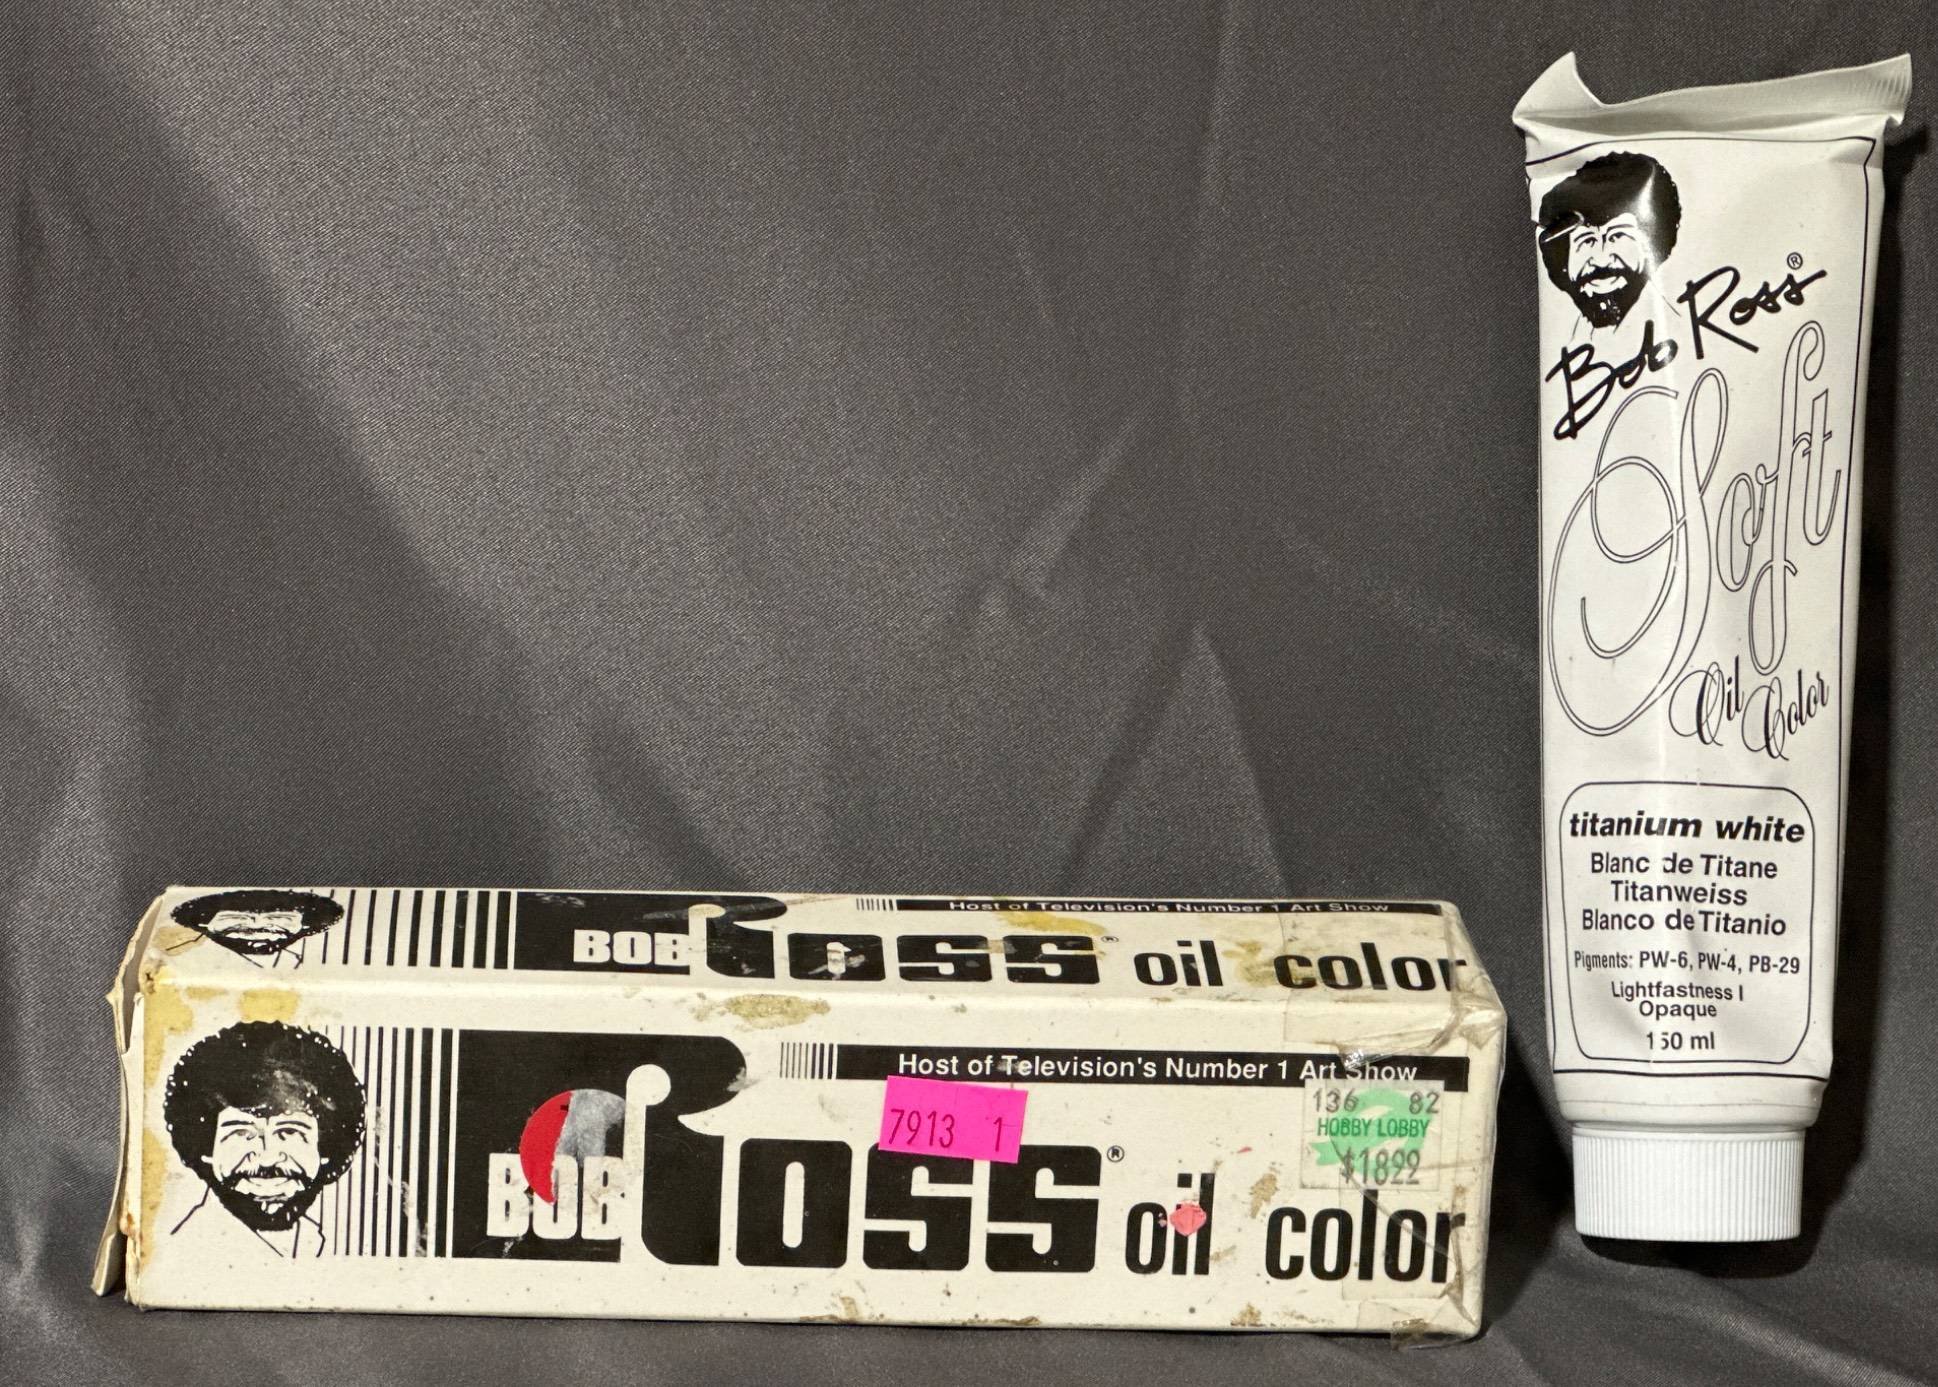 Bob Ross®
Soft
Oil Color
titanium white
Blanc de Titane
Titanweiss
Blanco de Titanio
Pigments: PW-6, PW-4, PB-29
Lightfastness I
Opaque
150 ml
Host of Television's Number 1 Art Show
BOB Ross® oil color
Host of Television's Number 1 Art Show
BOB Ross® oil color
7913 1
136 82
HOBBY LOBBY
$1899